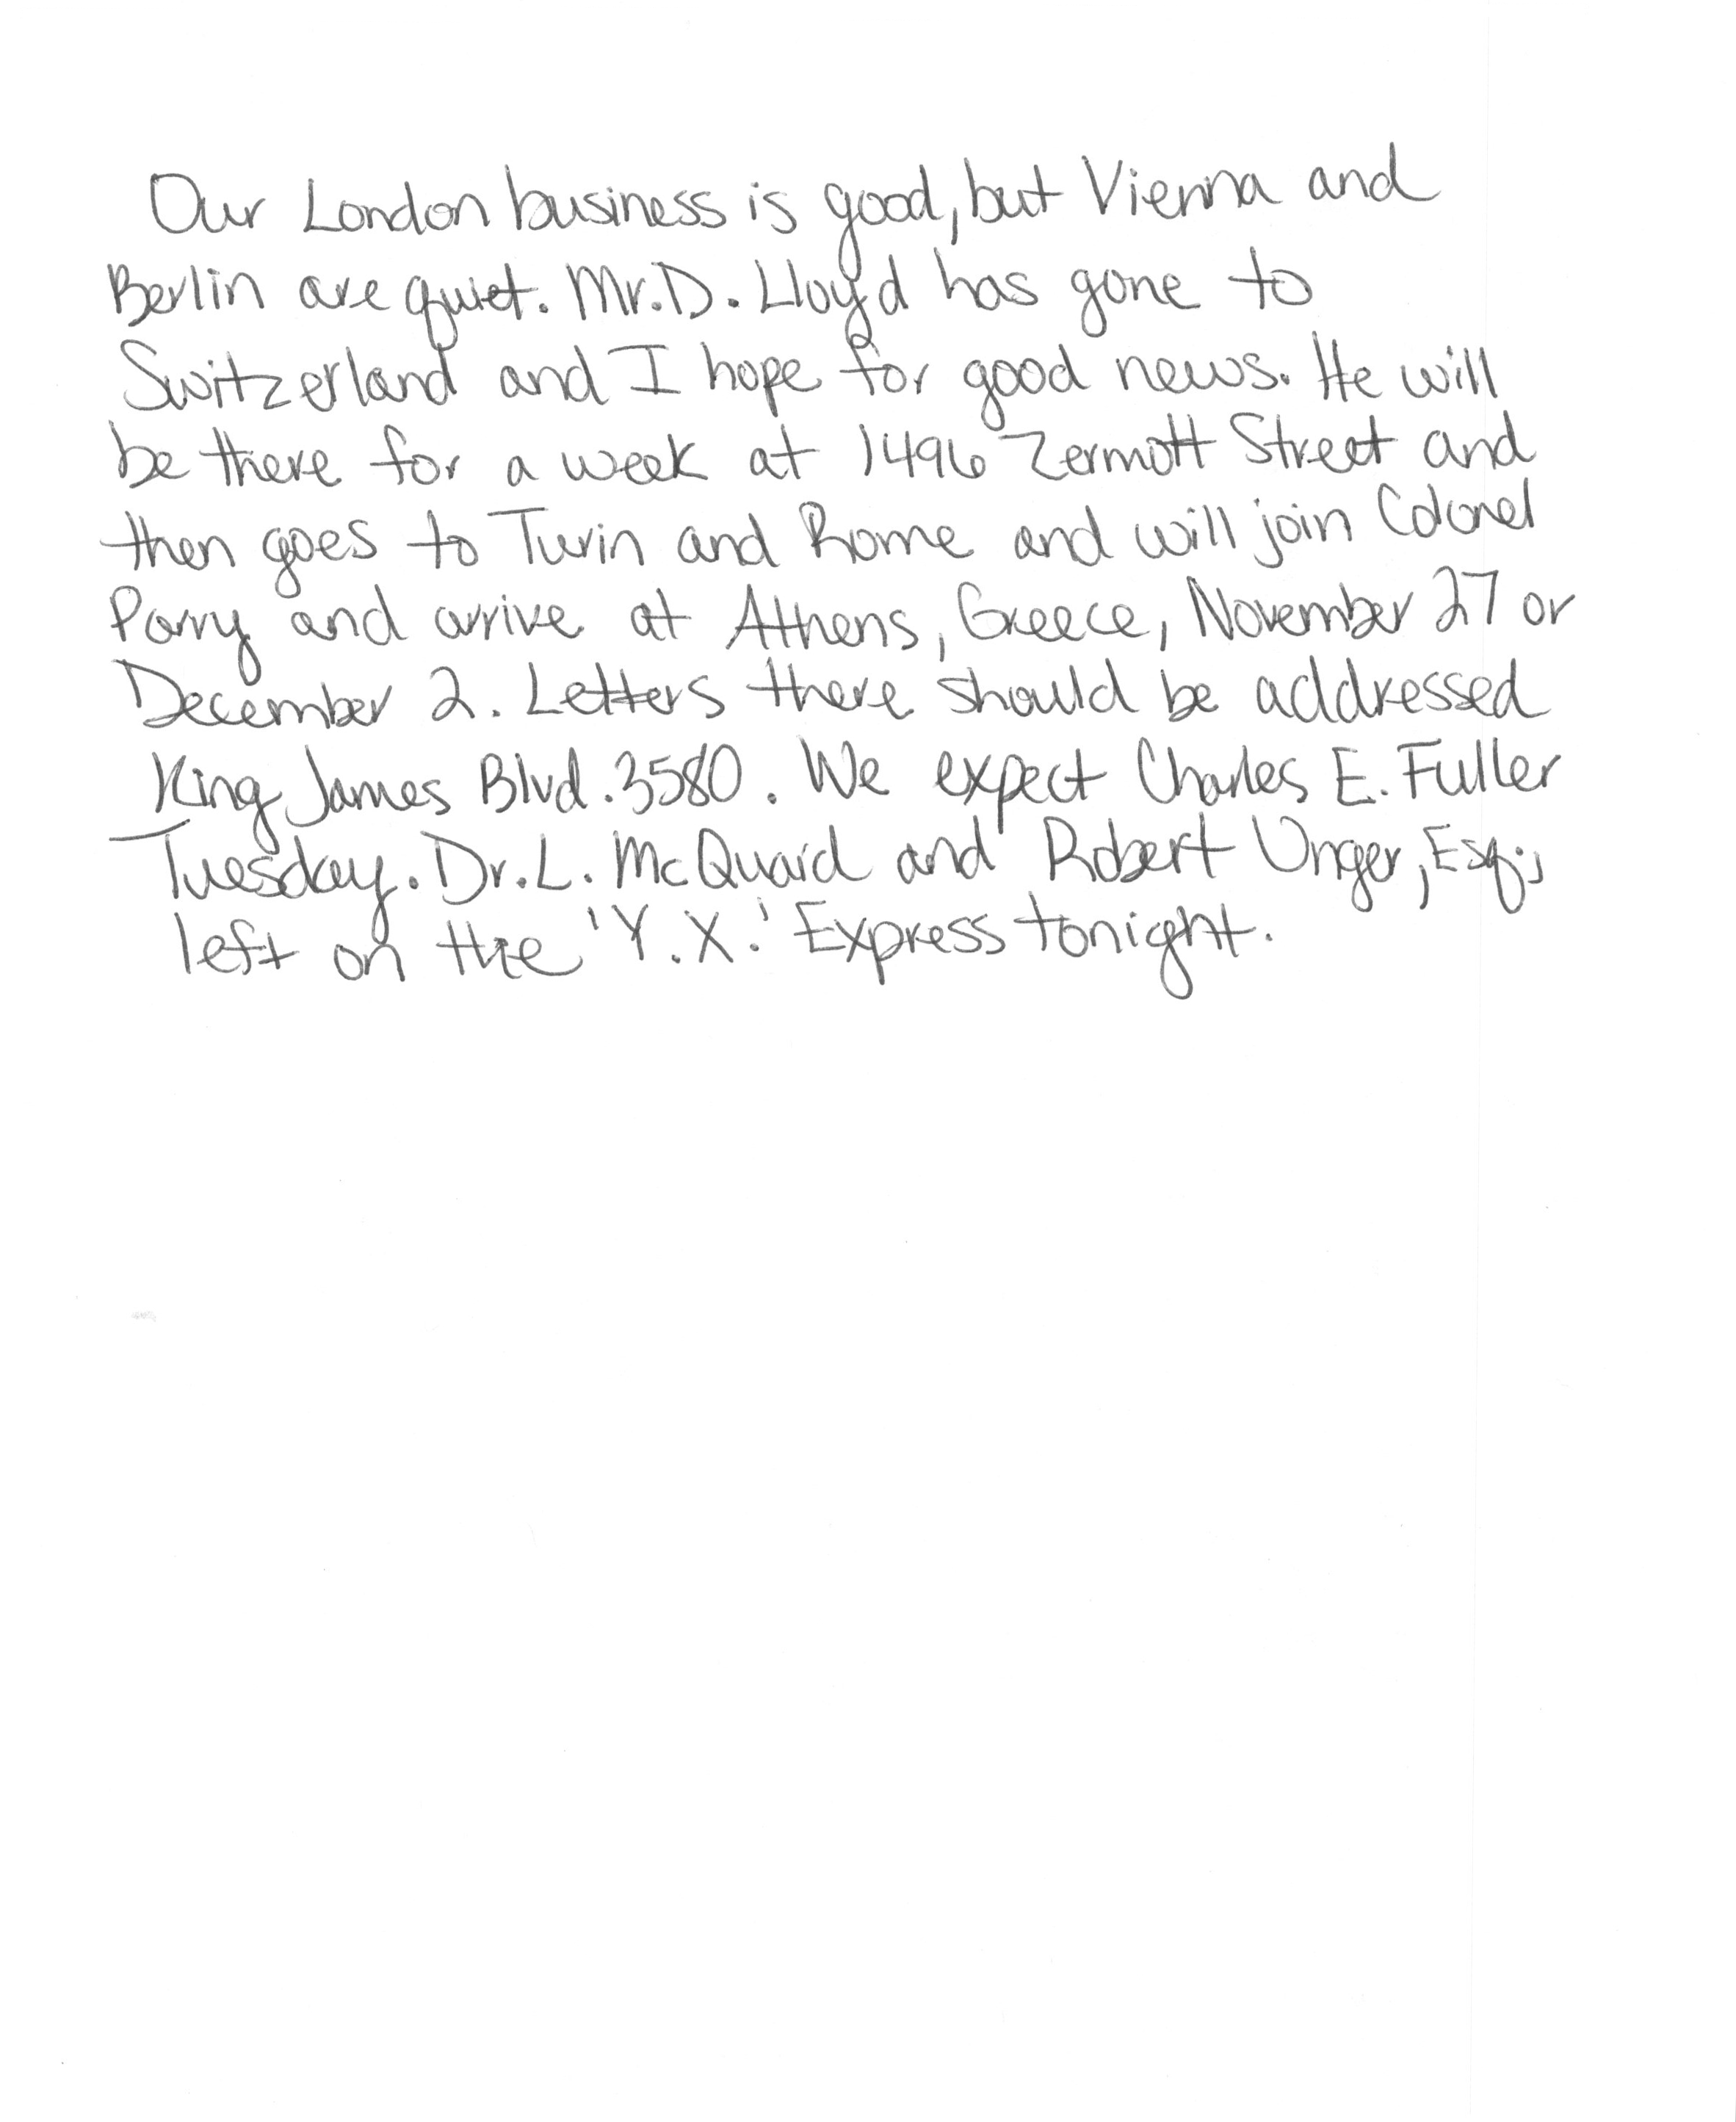 Our London business is good, but Vienna and
Berlin are quiet. Mr. D. Lloyd has gone to
Switzerland and I hope for good news. He will
be there for a week at 1496 Zermott Street and
then goes to Turin and Rome and will join Colonel
Parry and arrive at Athens, Greece, November 27 or
December 2. Letters there should be addressed
King James Blvd. 3580. We expect Charles E. Fuller
Tuesday. Dr. L. McQuaid and Robert Unger, Esq.,
left on the 'Y.X.' Express tonight.